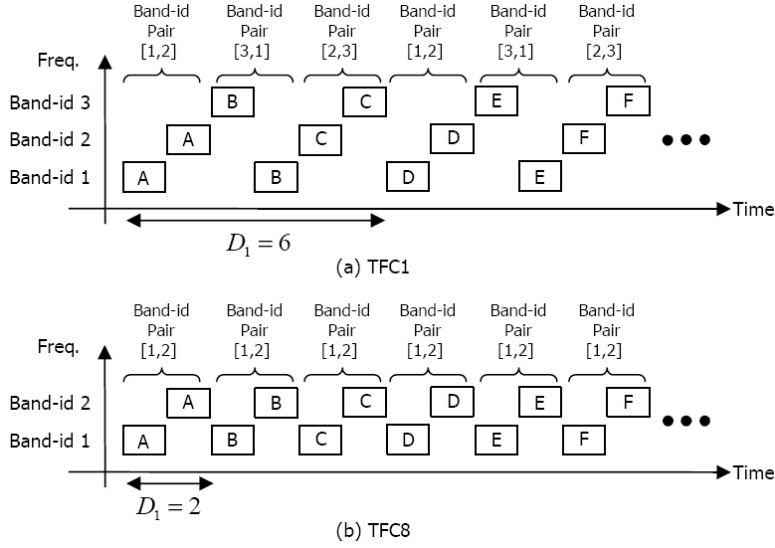 Band-id Pair [1,2]
Band-id Pair [3,1]
Band-id Pair [2,3]
Band-id Pair [1,2]
Band-id Pair [3,1]
Band-id Pair [2,3]
Freq.
Band-id 3
B
C
E
F
Band-id 2
A
C
D
F
Band-id 1
A
B
D
E
Time
D₁ = 6
(a) TFC1
Band-id Pair [1,2]
Band-id Pair [1,2]
Band-id Pair [1,2]
Band-id Pair [1,2]
Band-id Pair [1,2]
Band-id Pair [1,2]
Freq.
Band-id 2
A
B
C
D
E
F
Band-id 1
A
B
C
D
E
F
Time
D₁ = 2
(b) TFC8